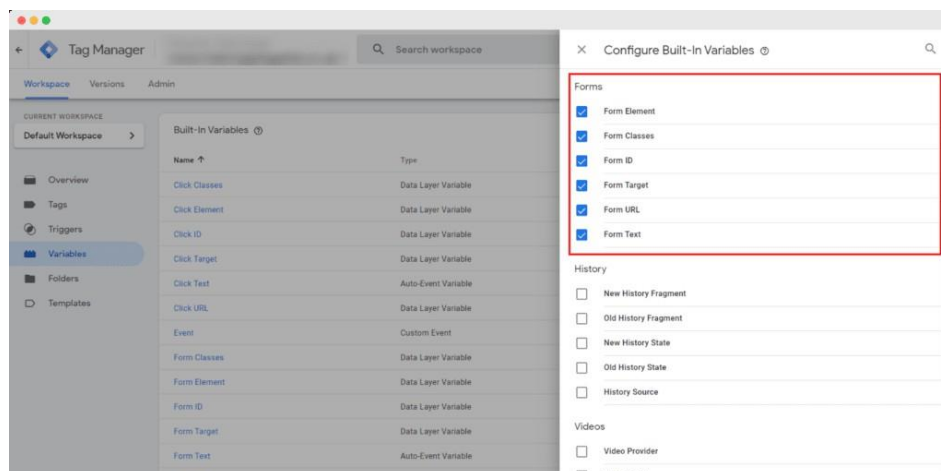 Tag Manager
Search workspace
Workspace Versions Admin
CURRENT WORKSPACE
Default Workspace
Overview
Tags
Triggers
Variables
Folders
Templates
Built-In Variables
Name Type
Click Classes Data Layer Variable
Click Element Data Layer Variable
Click ID Data Layer Variable
Click Target Data Layer Variable
Click Text Auto-Event Variable
Click URL Data Layer Variable
Event Custom Event
Form Classes Data Layer Variable
Form Element Data Layer Variable
Form ID Data Layer Variable
Form Target Data Layer Variable
Form Text Auto-Event Variable
Configure Built-In Variables
Forms
Form Element
Form Classes
Form ID
Form Target
Form URL
Form Text
History
New History Fragment
Old History Fragment
New History State
Old History State
History Source
Videos
Video Provider